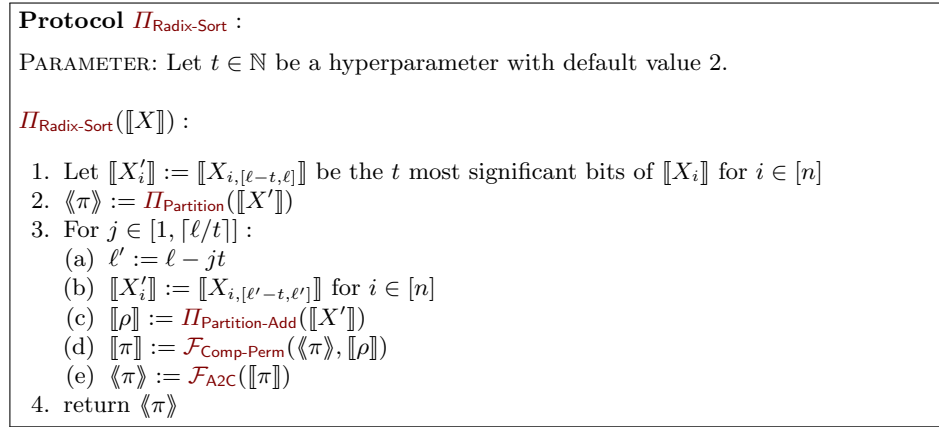 Protocol Π_Radix-Sort :
PARAMETER: Let t ∈ ℕ be a hyperparameter with default value 2.
Π_Radix-Sort(⟦X⟧) :
1. Let ⟦X′_i⟧ := ⟦X_{i,[ℓ−t,ℓ]}⟧ be the t most significant bits of ⟦X_i⟧ for i ∈ [n]
2. ⟪π⟫ := Π_Partition(⟦X′⟧)
3. For j ∈ [1, ⌈ℓ/t⌉] :
(a) ℓ′ := ℓ − jt
(b) ⟦X′_i⟧ := ⟦X_{i,[ℓ′−t,ℓ′]}⟧ for i ∈ [n]
(c) ⟦ρ⟧ := Π_Partition-Add(⟦X′⟧)
(d) ⟦π⟧ := ℱ_Comp-Perm(⟪π⟫, ⟦ρ⟧)
(e) ⟪π⟫ := ℱ_A2C(⟦π⟧)
4. return ⟪π⟫